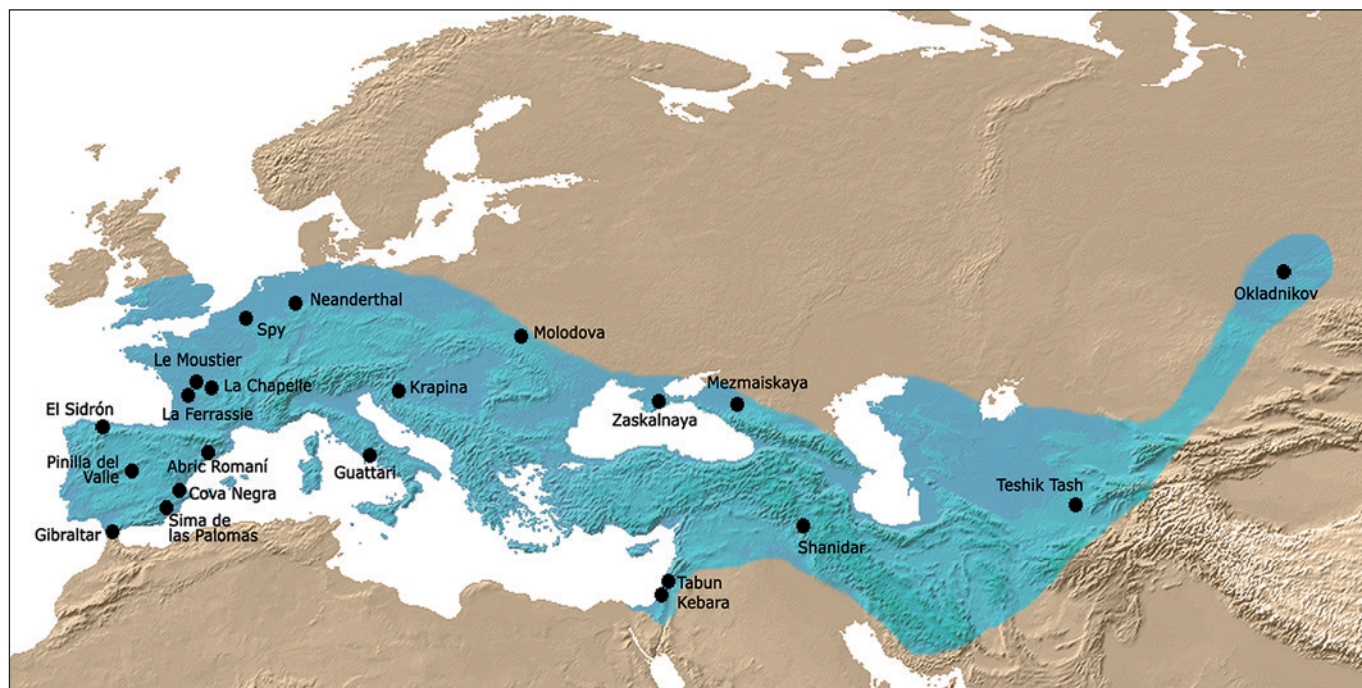 Neanderthal
Spy
Okladnikov
Molodova
Le Moustier
La Chapelle
Krapina
Mezmaiskaya
La Ferrassie
El Sidrón
Zaskalnaya
Pinilla del
Valle
Abric Romaní
Guattari
Cova Negra
Teshik Tash
Sima de
las Palomas
Gibraltar
Shanidar
Tabun
Kebara